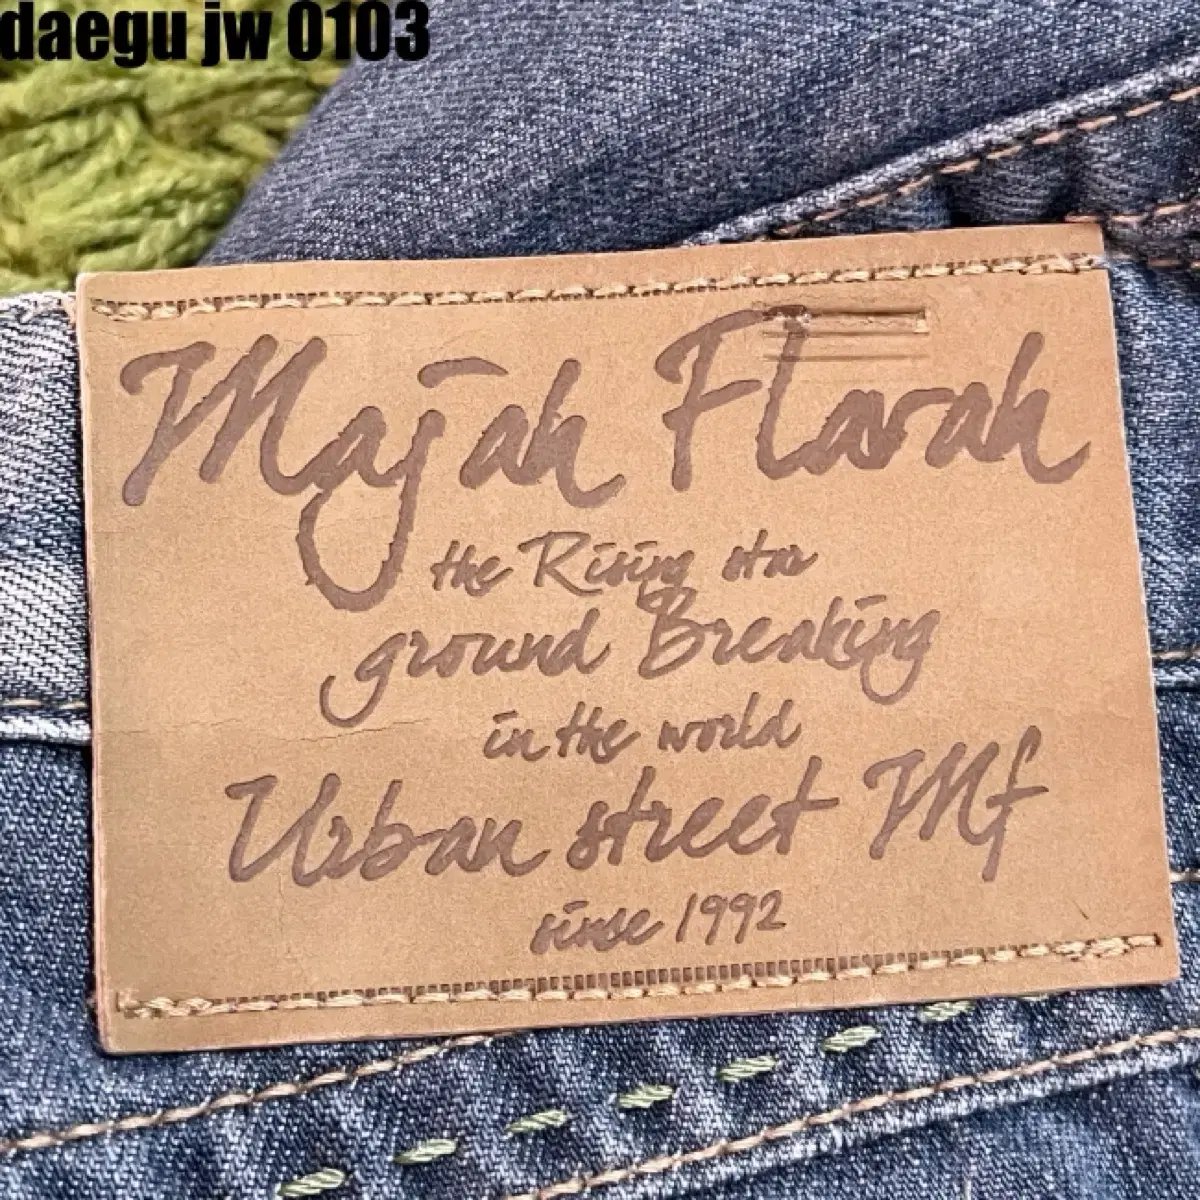 daegu jw 0103
Majah Flavah
the Rising star
ground Breaking
in the world
Urban street Mf
since 1992